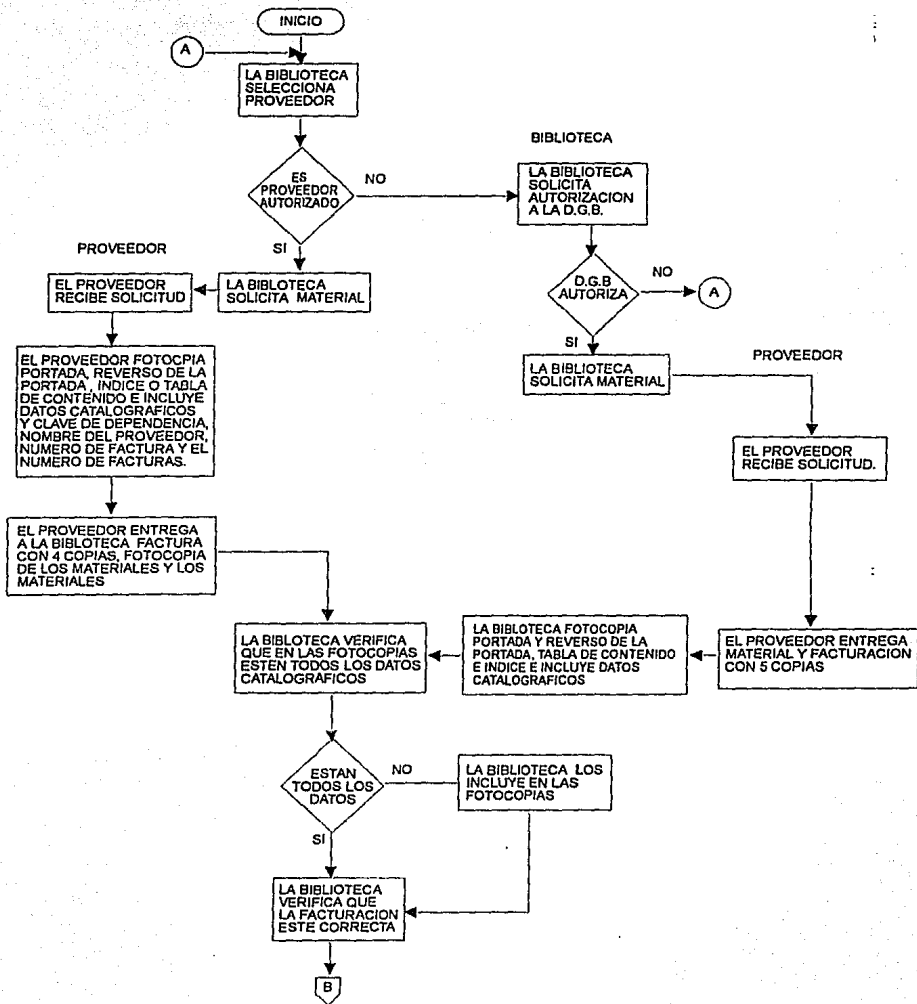 INICIO
A
LA BIBLIOTECA
SELECCIONA
PROVEEDOR
BIBLIOTECA
ES
PROVEEDOR
AUTORIZADO
NO
LA BIBLIOTECA
SOLICITA
AUTORIZACION
A LA D.G.B.
SI
PROVEEDOR
EL PROVEEDOR
RECIBE SOLICITUD
LA BIBLOTECA
SOLICITA MATERIAL
D.G.B
AUTORIZA
NO
A
SI
PROVEEDOR
LA BIBLIOTECA
SOLICITA MATERIAL
EL PROVEEDOR FOTOCPIA
PORTADA, REVERSO DE LA
PORTADA , INDICE O TABLA
DE CONTENIDO E INCLUYE
DATOS CATALOGRAFICOS
Y CLAVE DE DEPENDENCIA,
NOMBRE DEL PROVEEDOR,
NUMERO DE FACTURA Y EL
NUMERO DE FACTURAS.
EL PROVEEDOR
RECIBE SOLICITUD.
EL PROVEEDOR ENTREGA
A LA BIBLOTECA FACTURA
CON 4 COPIAS, FOTOCOPIA
DE LOS MATERIALES Y LOS
MATERIALES
LA BIBLOTECA VERIFICA
QUE EN LAS FOTOCOPIAS
ESTEN TODOS LOS DATOS
CATALOGRAFICOS
LA BIBLOTECA FOTOCOPIA
PORTADA Y REVERSO DE LA
PORTADA, TABLA DE CONTENIDO
E INDICE E INCLUYE DATOS
CATALOGRAFICOS
EL PROVEEDOR ENTREGA
MATERIAL Y FACTURACION
CON 5 COPIAS
ESTAN
TODOS LOS
DATOS
NO
LA BIBLIOTECA LOS
INCLUYE EN LAS
FOTOCOPIAS
SI
LA BIBLIOTECA
VERIFICA QUE
LA FACTURACION
ESTE CORRECTA
B